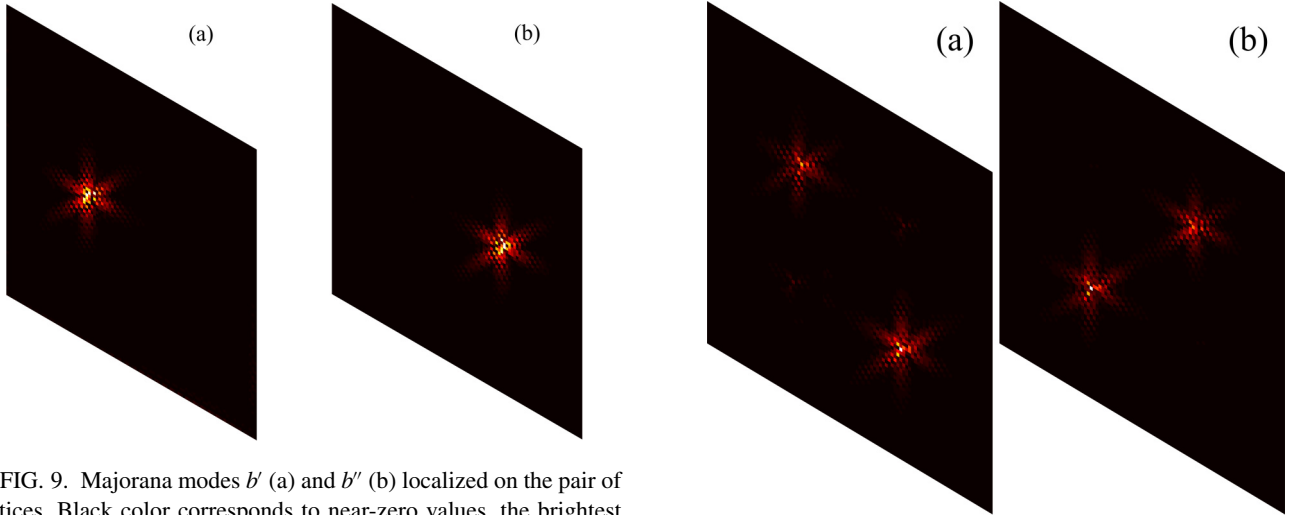 (a)
(b)
(a)
(b)
FIG. 9. Majorana modes b′ (a) and b″ (b) localized on the pair of
tices. Black color corresponds to near-zero values, the brightest